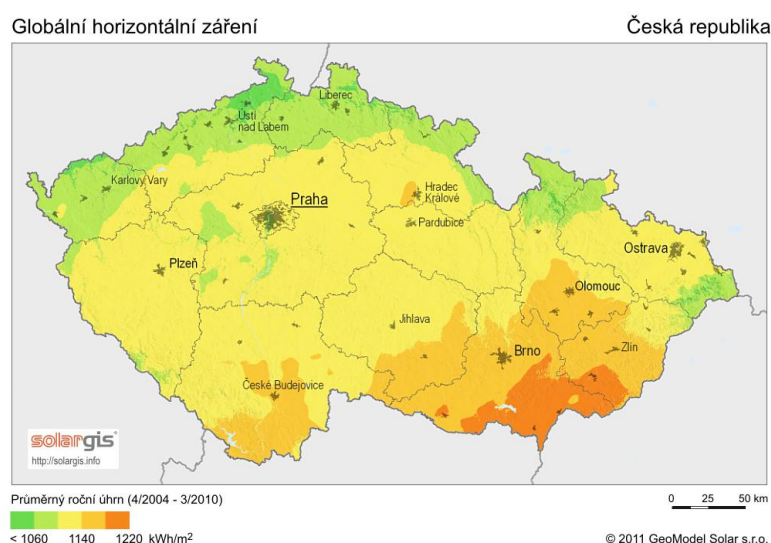 Globální horizontální záření
Česká republika
Liberec
Ústí
nad Labem
Karlovy Vary
Praha
Hradec
Králové
Pardubice
Plzeň
Ostrava
Olomouc
Jihlava
Brno
Zlín
České Budejovice
solargis
http://solargis.info
Průměrný roční úhrn (4/2004 - 3/2010)
0 25 50 km
< 1060 1140 1220 kWh/m²
© 2011 GeoModel Solar s.r.o.